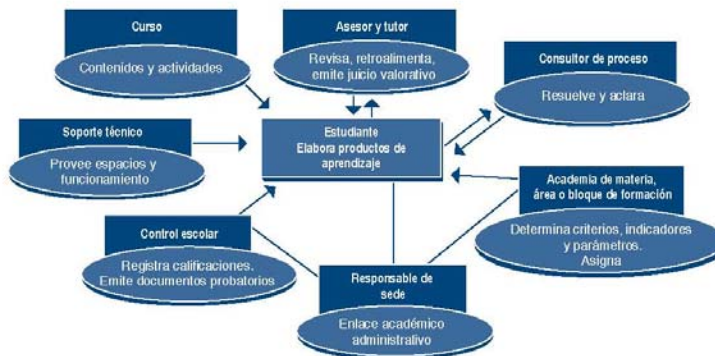 Curso
Contenidos y actividades
Asesor y tutor
Revisa, retroalimenta,
emite juicio valorativo
Consultor de proceso
Resuelve y aclara
Soporte técnico
Provee espacios y
funcionamiento
Estudiante
Elabora productos de
aprendizaje
Academia de materia,
área o bloque de formación
Determina criterios, indicadores
y parámetros.
Asigna
Control escolar
Registra calificaciones.
Emite documentos probatorios
Responsable de
sede
Enlace académico
administrativo